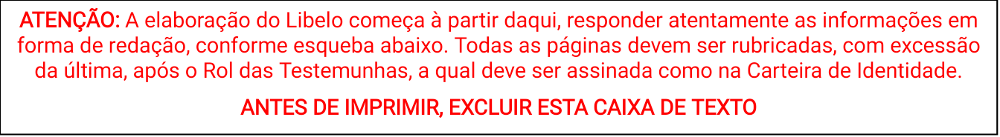 ATENÇÃO: A elaboração do Libelo começa à partir daqui, responder atentamente as informações em
forma de redação, conforme esqueba abaixo. Todas as páginas devem ser rubricadas, com excessão
da última, após o Rol das Testemunhas, a qual deve ser assinada como na Carteira de Identidade.
ANTES DE IMPRIMIR, EXCLUIR ESTA CAIXA DE TEXTO